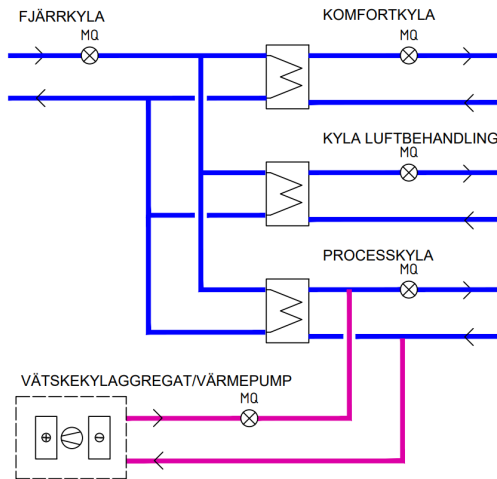 FJÄRRKYLA
MQ
KOMFORTKYLA
MQ
KYLA LUFTBEHANDLING
MQ
PROCESSKYLA
MQ
VÄTSKEKYLAGGREGAT/VÄRMEPUMP
MQ